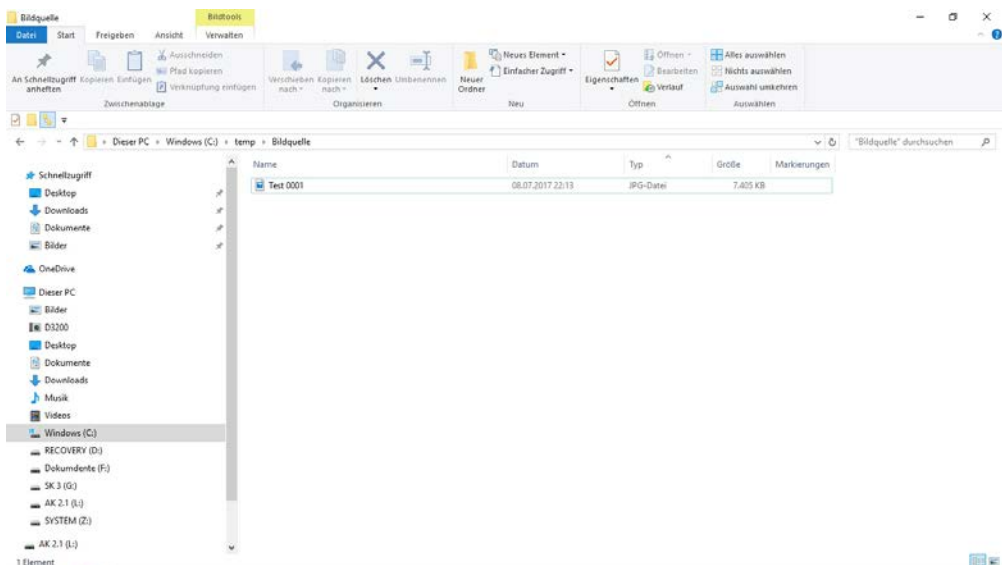 Bildquelle
Bildtools
Datei Start Freigeben Ansicht Verwalten
An Schnellzugriff anheften
Kopieren
Einfügen
Ausschneiden
Pfad kopieren
Verknüpfung einfügen
Zwischenablage
Verschieben nach
Kopieren nach
Löschen
Umbenennen
Organisieren
Neuer Ordner
Neues Element
Einfacher Zugriff
Neu
Eigenschaften
Öffnen
Bearbeiten
Verlauf
Öffnen
Alles auswählen
Nichts auswählen
Auswahl umkehren
Auswählen
Dieser PC Windows (C:) temp Bildquelle
"Bildquelle" durchsuchen
Name Datum Typ Größe Markierungen
Test 0001 08.07.2017 22:13 JPG-Datei 7.405 KB
Schnellzugriff
Desktop
Downloads
Dokumente
Bilder
OneDrive
Dieser PC
Bilder
D3200
Desktop
Dokumente
Downloads
Musik
Videos
Windows (C:)
RECOVERY (D:)
Dokumdente (F:)
SK 3 (G:)
AK 2.1 (L:)
SYSTEM (Z:)
AK 2.1 (L:)
1 Element